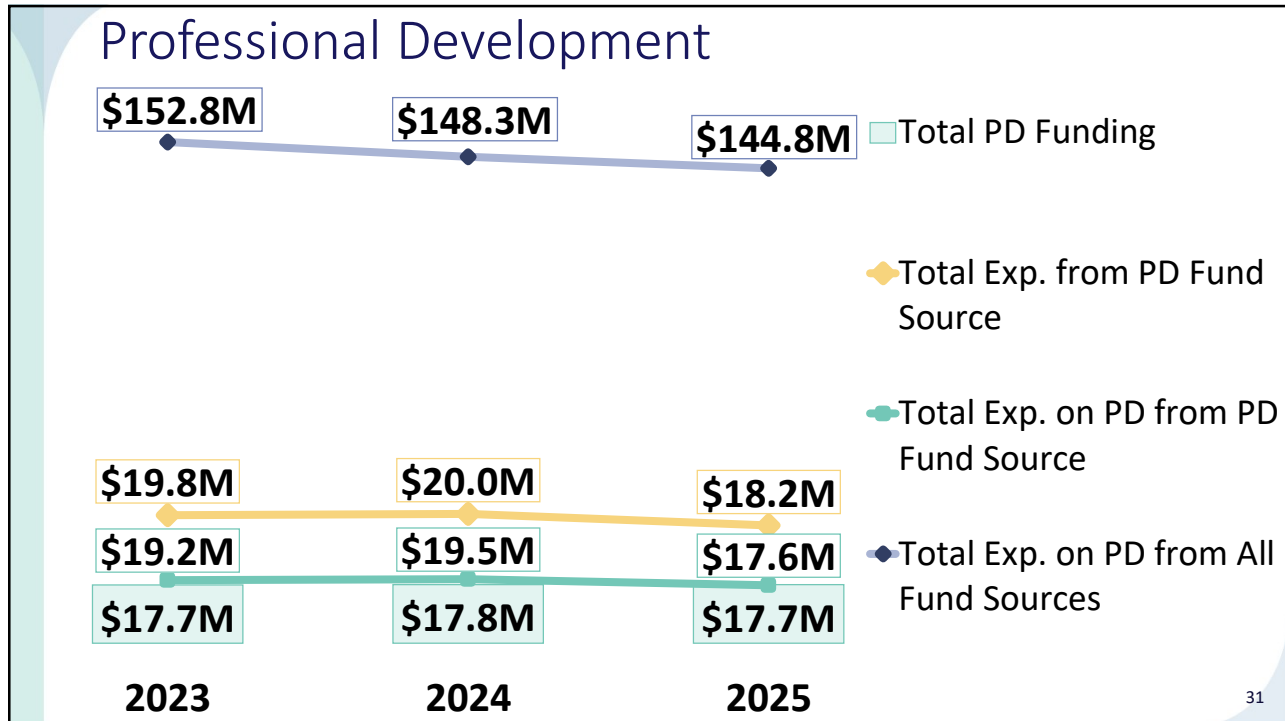 Professional Development
$152.8M
$148.3M
$144.8M
Total PD Funding
Total Exp. from PD Fund
Source
Total Exp. on PD from PD
Fund Source
Total Exp. on PD from All
Fund Sources
$19.8M
$20.0M
$18.2M
$19.2M
$19.5M
$17.6M
$17.7M
$17.8M
$17.7M
2023
2024
2025
31